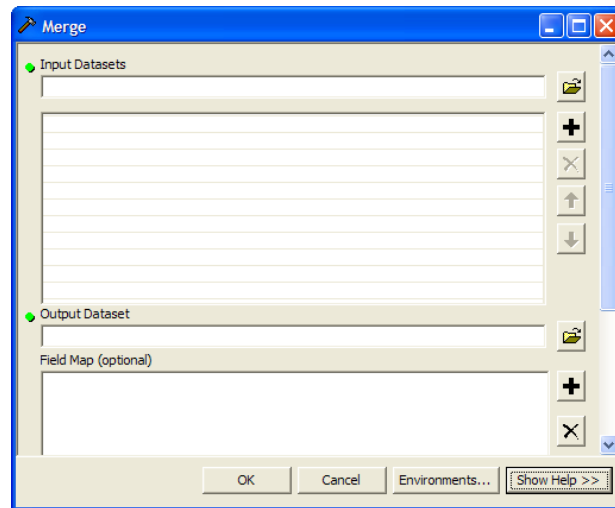 Merge
Input Datasets
Output Dataset
Field Map (optional)
OK Cancel Environments... Show Help >>